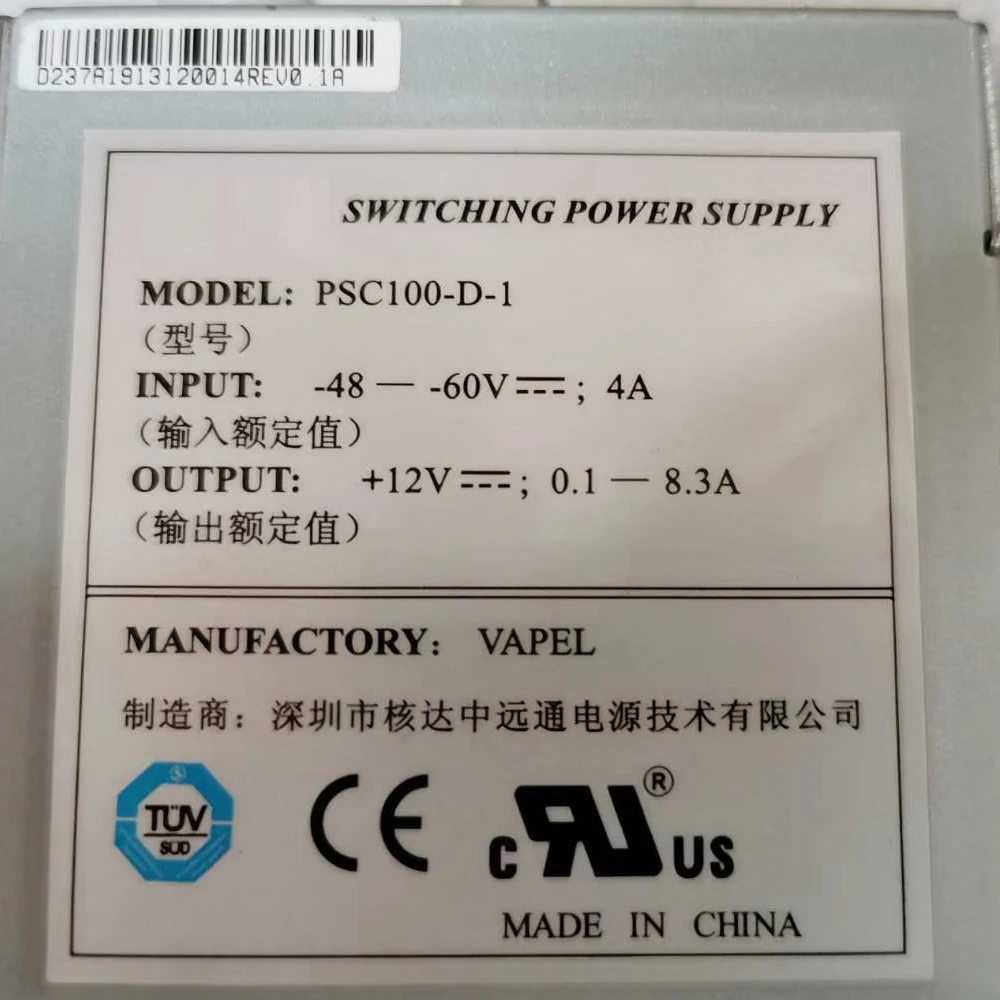 D237A1913120014REV0.1A
SWITCHING POWER SUPPLY
MODEL: PSC100-D-1
（型号）
INPUT: -48 — -60V⎓; 4A
（输入额定值）
OUTPUT: +12V⎓; 0.1 — 8.3A
（输出额定值）
MANUFACTORY: VAPEL
制造商：深圳市核达中远通电源技术有限公司
TÜV
SUD
CE
c RU ® US
MADE IN CHINA